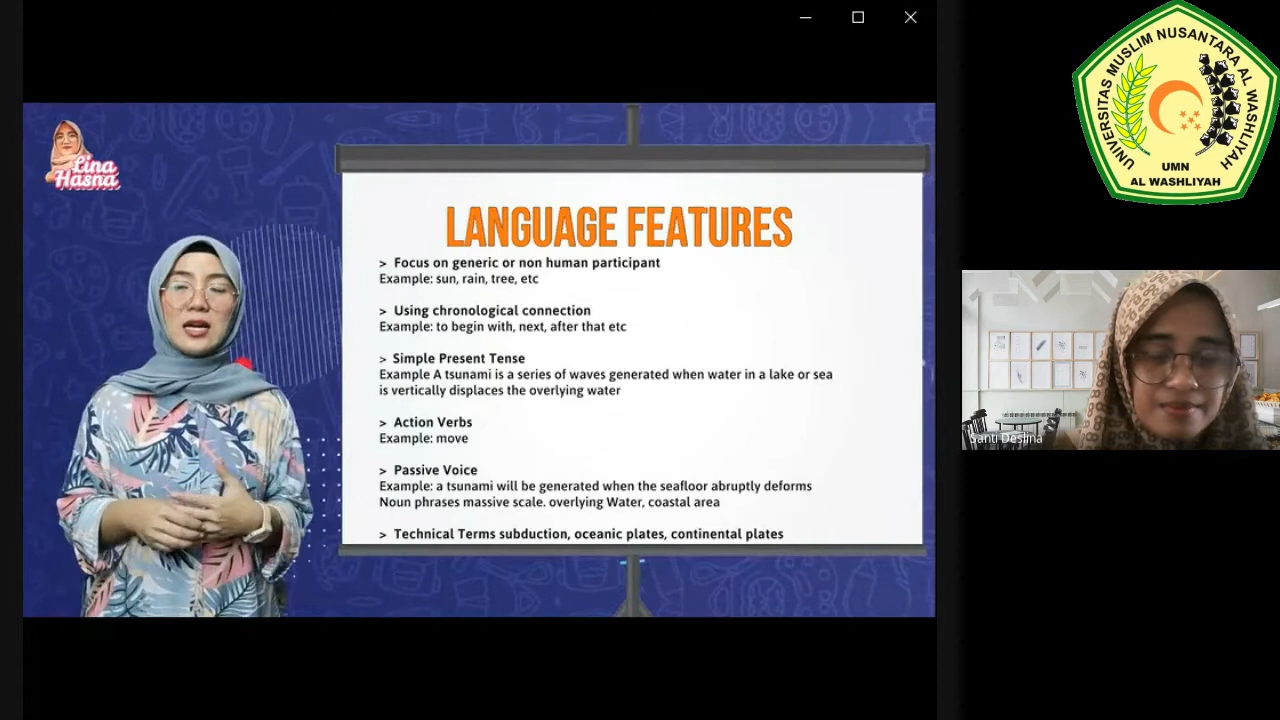 Lina
Hasna
LANGUAGE FEATURES
> Focus on generic or non human participant
Example: sun, rain, tree, etc
> Using chronological connection
Example: to begin with, next, after that etc
> Simple Present Tense
Example A tsunami is a series of waves generated when water in a lake or sea
is vertically displaces the overlying water
> Action Verbs
Example: move
> Passive Voice
Example: a tsunami will be generated when the seafloor abruptly deforms
Noun phrases massive scale. overlying Water, coastal area
> Technical Terms subduction, oceanic plates, continental plates
UNIVERSITAS MUSLIM NUSANTARA AL WASHLIYAH
UMN
AL WASHLIYAH
Santi Deslina